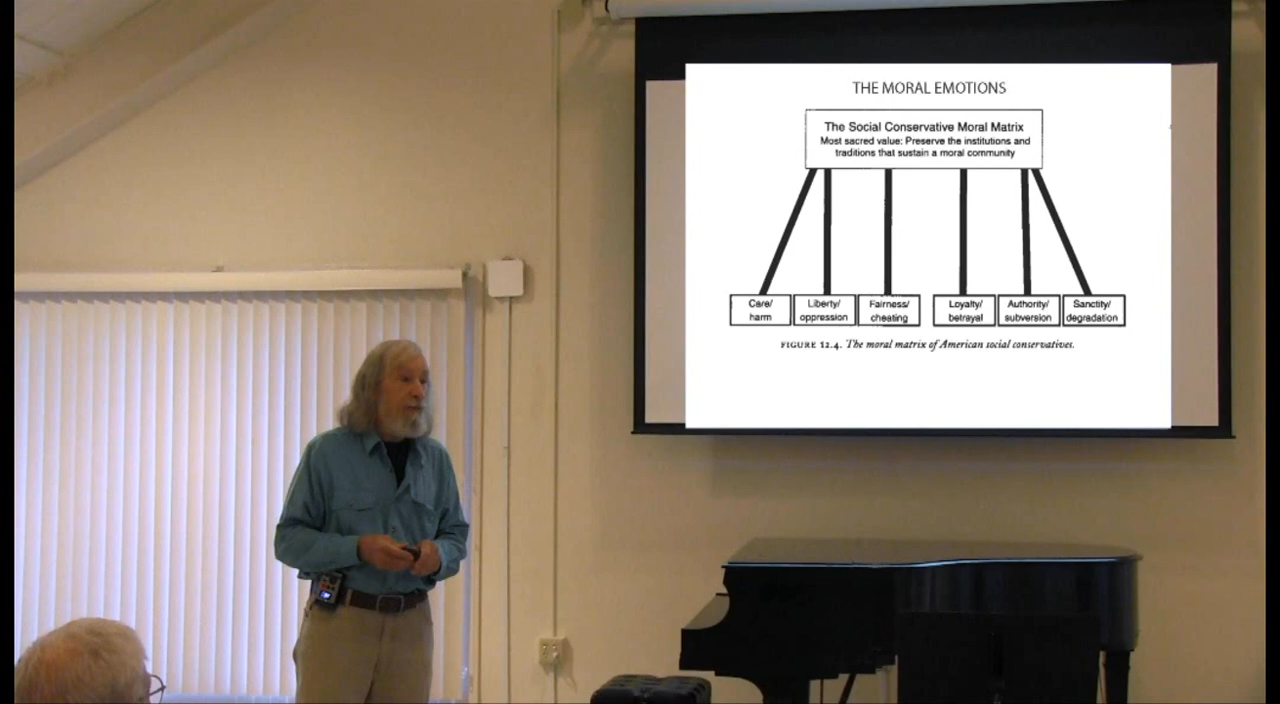 THE MORAL EMOTIONS
The Social Conservative Moral Matrix
Most sacred value: Preserve the institutions and
traditions that sustain a moral community
Care/
harm
Liberty/
oppression
Fairness/
cheating
Loyalty/
betrayal
Authority/
subversion
Sanctity/
degradation
FIGURE 12.4. The moral matrix of American social conservatives.